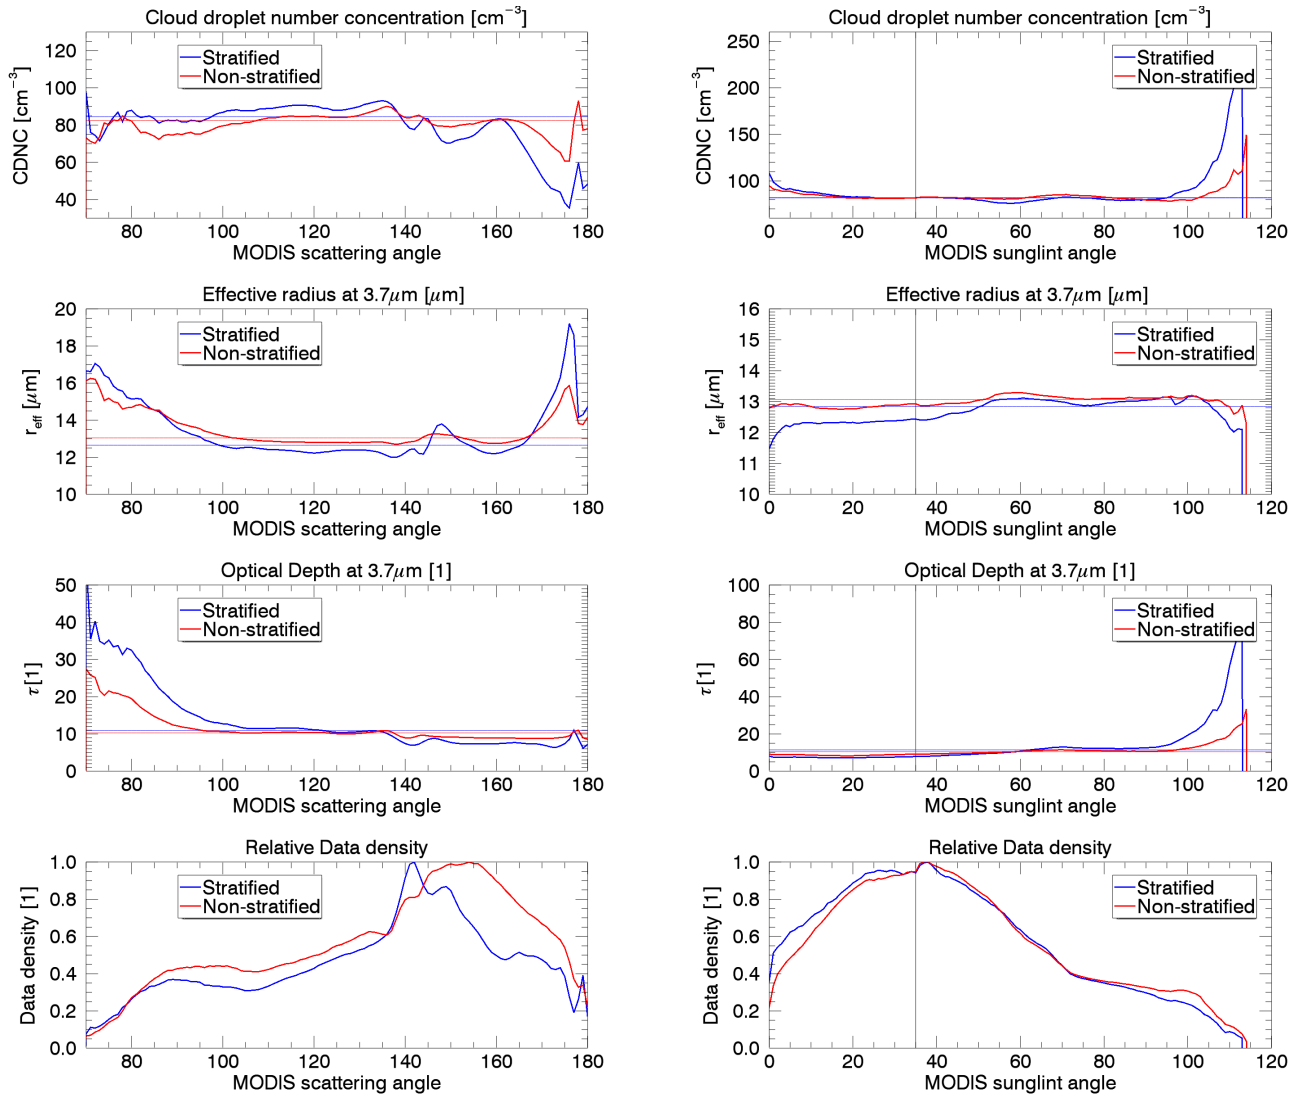 Cloud droplet number concentration [cm⁻³]
CDNC [cm⁻³]
120
100
80
60
40
Stratified
Non-stratified
80 100 120 140 160 180
MODIS scattering angle
Cloud droplet number concentration [cm⁻³]
CDNC [cm⁻³]
250
200
150
100
Stratified
Non-stratified
0 20 40 60 80 100 120
MODIS sunglint angle
Effective radius at 3.7μm [μm]
r_eff [μm]
20
18
16
14
12
10
Stratified
Non-stratified
80 100 120 140 160 180
MODIS scattering angle
Effective radius at 3.7μm [μm]
r_eff [μm]
16
15
14
13
12
11
10
Stratified
Non-stratified
0 20 40 60 80 100 120
MODIS sunglint angle
Optical Depth at 3.7μm [1]
τ [1]
50
40
30
20
10
0
Stratified
Non-stratified
80 100 120 140 160 180
MODIS scattering angle
Optical Depth at 3.7μm [1]
τ [1]
100
80
60
40
20
0
Stratified
Non-stratified
0 20 40 60 80 100 120
MODIS sunglint angle
Relative Data density
Data density [1]
1.0
0.8
0.6
0.4
0.2
0.0
Stratified
Non-stratified
80 100 120 140 160 180
MODIS scattering angle
Relative Data density
Data density [1]
1.0
0.8
0.6
0.4
0.2
0.0
Stratified
Non-stratified
0 20 40 60 80 100 120
MODIS sunglint angle